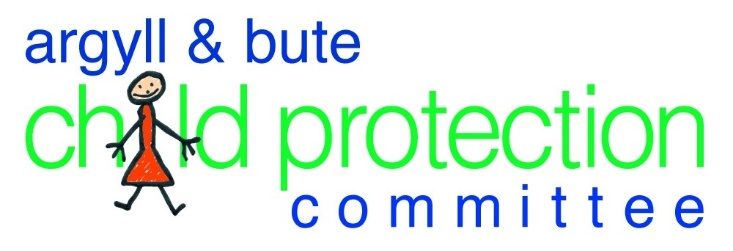 argyll & bute
child protection
committee